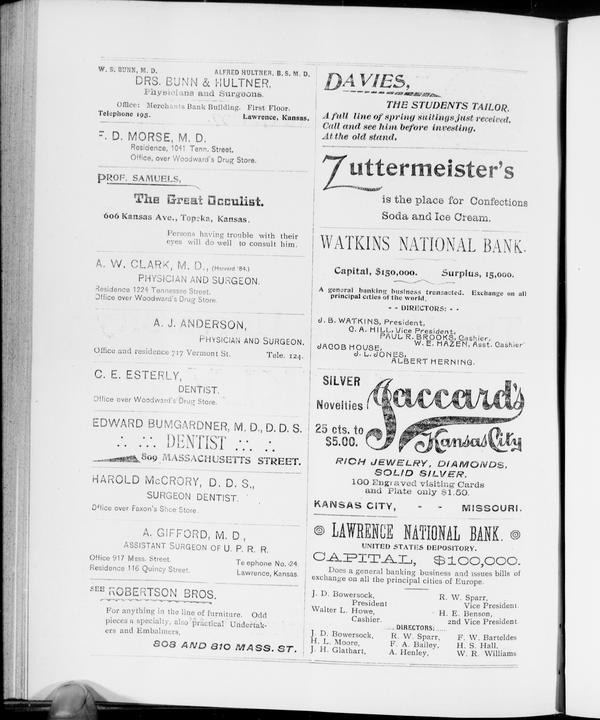 W. S. BUNN, M. D. ALFRED HULTNER, B. S. M. D.
DRS. BUNN & HULTNER,
Physicians and Surgeons.
Office: Merchants Bank Building. First Floor.
Telephone 195. Lawrence, Kansas.
F. D. MORSE, M. D.
Residence, 1041 Tenn. Street.
Office, over Woodward's Drug Store.
PROF. SAMUELS,
The Great Occulist.
606 Kansas Ave., Topeka, Kansas.
Persons having trouble with their
eyes will do well to consult him.
A. W. CLARK, M. D., (Harvard '84.)
PHYSICIAN AND SURGEON.
Residence 1224 Tennessee Street.
Office over Woodward's Drug Store.
A. J. ANDERSON,
PHYSICIAN AND SURGEON.
Office and residence 717 Vermont St. Tele. 124.
C. E. ESTERLY,
DENTIST.
Office over Woodward's Drug Store.
EDWARD BUMGARDNER, M. D., D. D. S.
DENTIST
809 MASSACHUSETTS STREET.
HAROLD McCRORY, D. D. S.,
SURGEON DENTIST.
Office over Faxon's Shoe Store.
A. GIFFORD, M. D.,
ASSISTANT SURGEON OF U. P. R. R.
Office 917 Mass. Street.
Residence 116 Quincy Street.
Telephone No. 24.
Lawrence, Kansas.
SEE ROBERTSON BROS.
For anything in the line of furniture. Odd
pieces a specialty, also practical Undertak-
ers and Embalmers,
808 AND 810 MASS. ST.
DAVIES,
THE STUDENTS TAILOR.
A full line of spring suitings just received.
Call and see him before investing.
At the old stand.
Zuttermeister's
is the place for Confections
Soda and Ice Cream.
WATKINS NATIONAL BANK.
Capital, $150,000. Surplus, 15,000.
A general banking business transacted. Exchange on all
principal cities of the world.
- - DIRECTORS: - -
J. B. WATKINS, President,
C. A. HILL, Vice President,
PAUL R. BROOKS, Cashier,
W. E. HAZEN, Asst. Cashier
JACOB HOUSE,
J. L. JONES,
ALBERT HERNING.
SILVER
Novelties
25 cts. to
$5.00.
Jaccard's
Kansas City
RICH JEWELRY, DIAMONDS,
SOLID SILVER.
100 Engraved visiting Cards
and Plate only $1.50.
KANSAS CITY, - - MISSOURI.
LAWRENCE NATIONAL BANK.
UNITED STATES DEPOSITORY.
CAPITAL, $100,000.
Does a general banking business and issues bills of
exchange on all the principal cities of Europe.
J. D. Bowersock,
President
Walter L. Howe,
Cashier.
R. W. Sparr,
Vice President
H. E. Benson,
2nd Vice President
DIRECTORS:
J. D. Bowersock, R. W. Sparr, F. W. Barteldes
H. L. Moore, F. A. Bailey, H. S. Hall,
J. H. Glathart, A. Henley, W. R. Williams